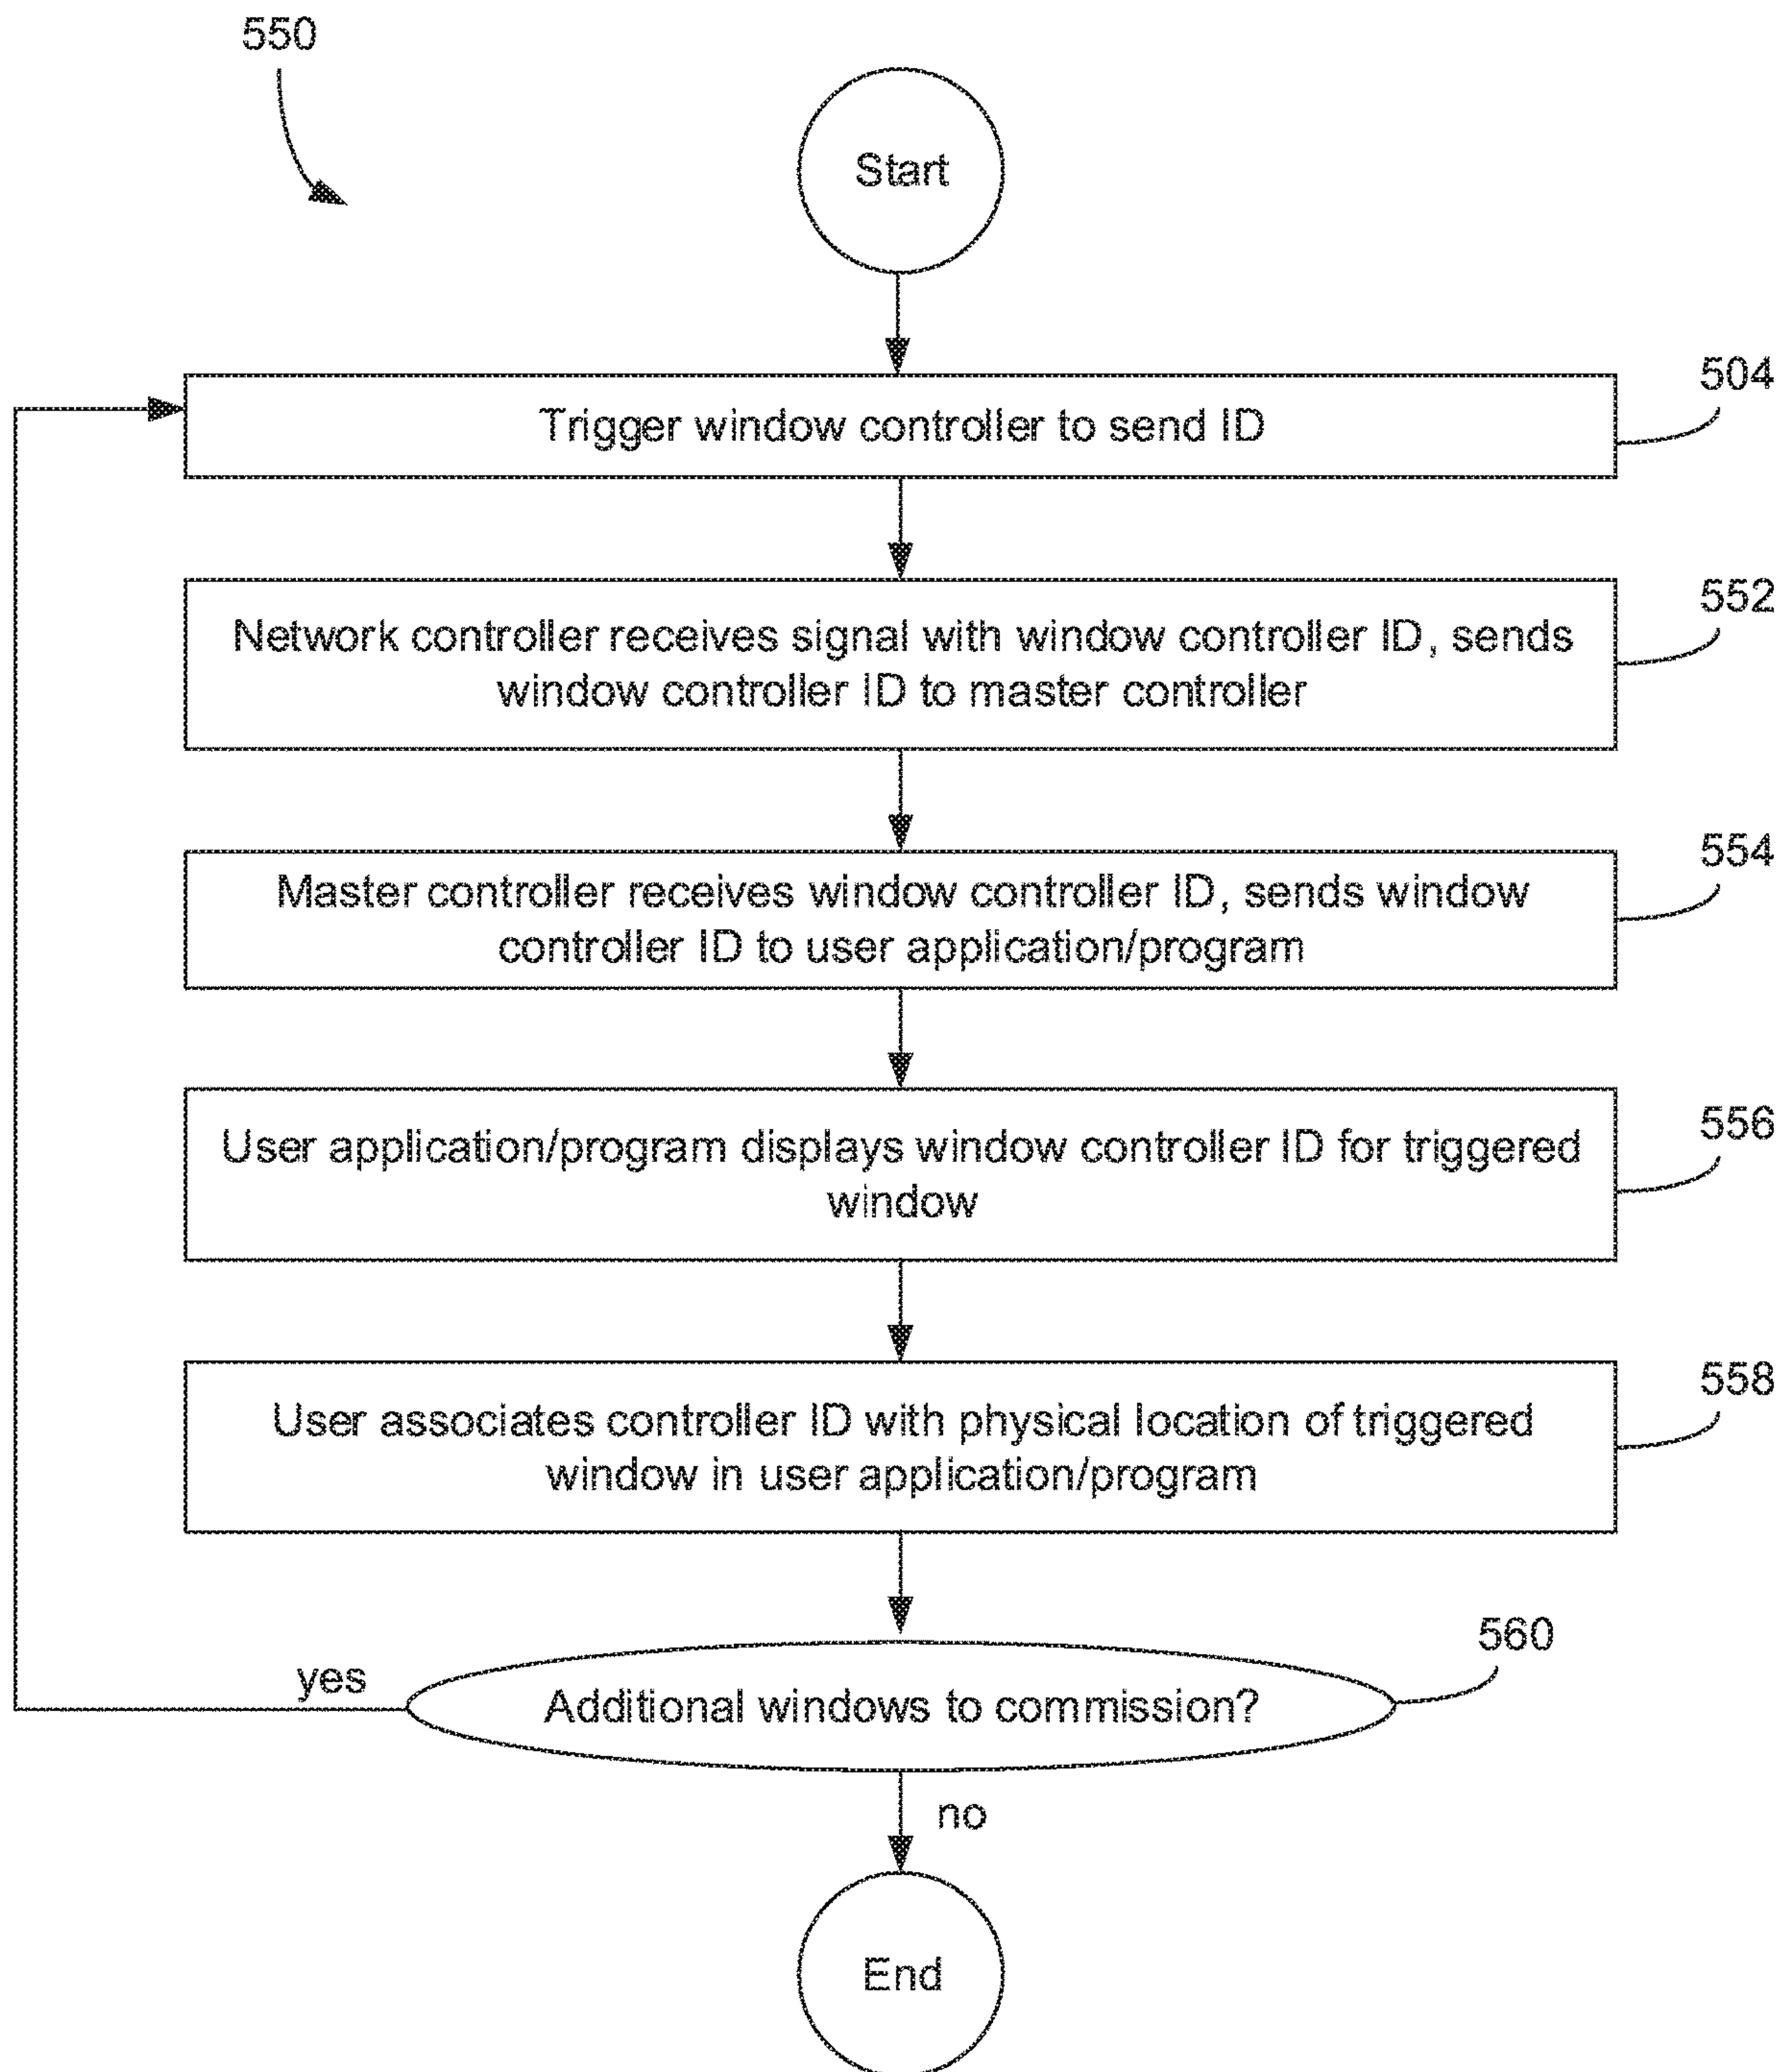 550
Start
504
Trigger window controller to send ID
552
Network controller receives signal with window controller ID, sends
window controller ID to master controller
554
Master controller receives window controller ID, sends window
controller ID to user application/program
556
User application/program displays window controller ID for triggered
window
558
User associates controller ID with physical location of triggered
window in user application/program
560
yes
Additional windows to commission?
no
End